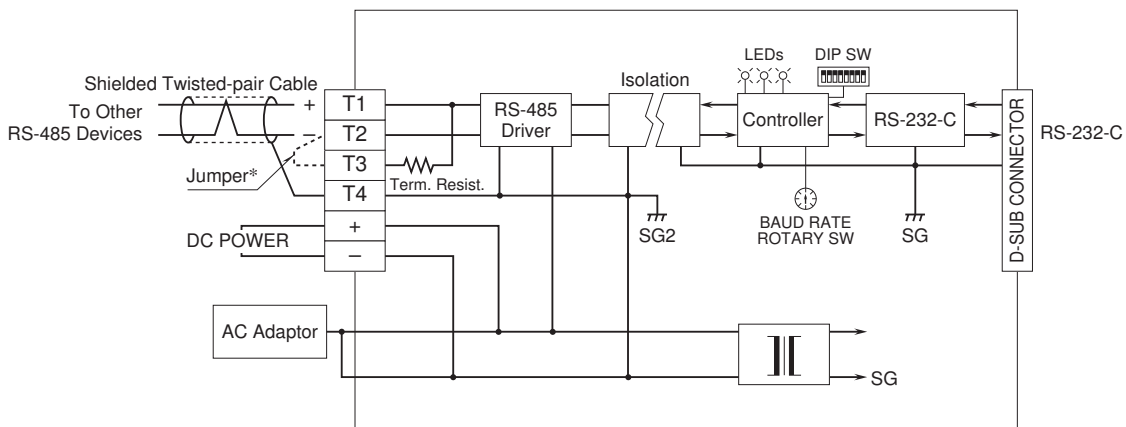 LEDs
DIP SW
Isolation
Shielded Twisted-pair Cable
To Other
RS-485 Devices
+
–
Jumper*
T1
T2
T3
T4
+
–
Term. Resist.
RS-485
Driver
Controller
RS-232-C
D-SUB CONNECTOR
RS-232-C
SG2
BAUD RATE
ROTARY SW
SG
DC POWER
AC Adaptor
SG